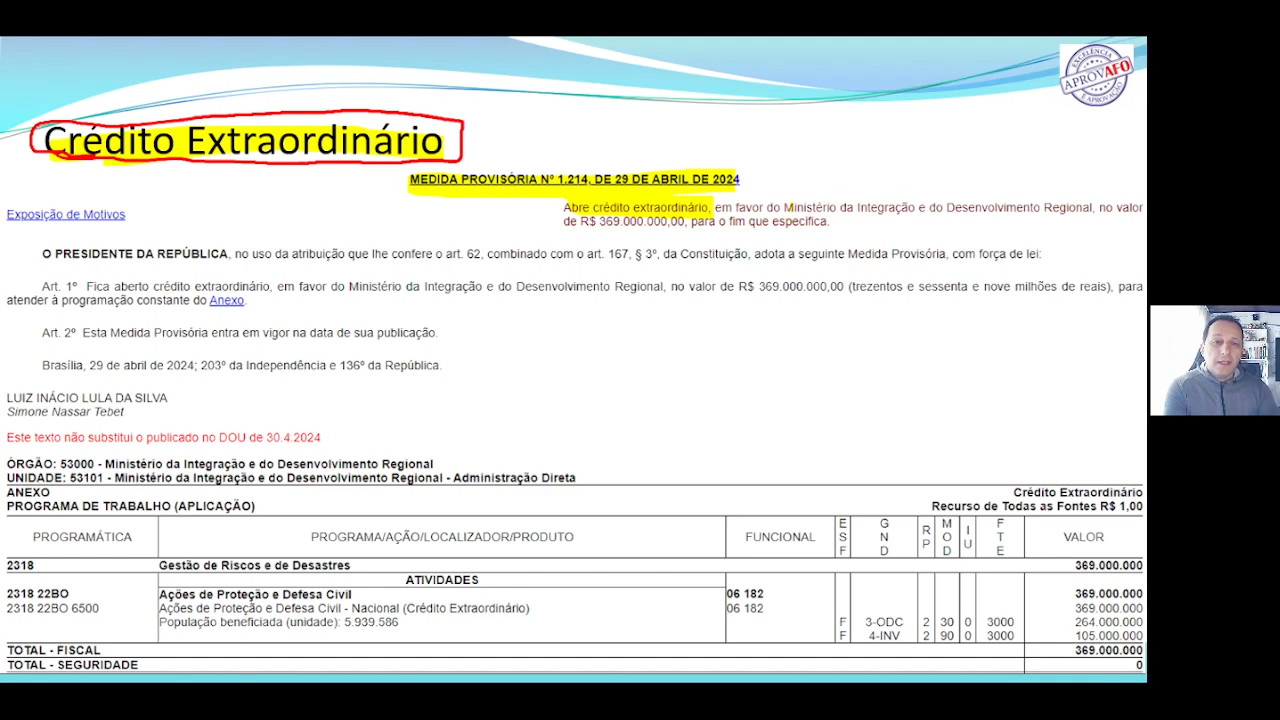 EXCELÊNCIA
APROVAFO
E APROVAÇÃO
Crédito Extraordinário
MEDIDA PROVISÓRIA Nº 1.214, DE 29 DE ABRIL DE 2024
Exposição de Motivos
Abre crédito extraordinário, em favor do Ministério da Integração e do Desenvolvimento Regional, no valor
de R$ 369.000.000,00, para o fim que especifica.
O PRESIDENTE DA REPÚBLICA, no uso da atribuição que lhe confere o art. 62, combinado com o art. 167, § 3º, da Constituição, adota a seguinte Medida Provisória, com força de lei:
Art. 1º Fica aberto crédito extraordinário, em favor do Ministério da Integração e do Desenvolvimento Regional, no valor de R$ 369.000.000,00 (trezentos e sessenta e nove milhões de reais), para
atender à programação constante do Anexo.
Art. 2º Esta Medida Provisória entra em vigor na data de sua publicação.
Brasília, 29 de abril de 2024; 203º da Independência e 136º da República.
LUIZ INÁCIO LULA DA SILVA
Simone Nassar Tebet
Este texto não substitui o publicado no DOU de 30.4.2024
ÓRGÃO: 53000 - Ministério da Integração e do Desenvolvimento Regional
UNIDADE: 53101 - Ministério da Integração e do Desenvolvimento Regional - Administração Direta
ANEXO Crédito Extraordinário
PROGRAMA DE TRABALHO (APLICAÇÃO) Recurso de Todas as Fontes R$ 1,00
PROGRAMÁTICA PROGRAMA/AÇÃO/LOCALIZADOR/PRODUTO FUNCIONAL ESF GND RP MOD IU FTE VALOR
2318 Gestão de Riscos e de Desastres 369.000.000
ATIVIDADES
2318 22BO Ações de Proteção e Defesa Civil 06 182 369.000.000
2318 22BO 6500 Ações de Proteção e Defesa Civil - Nacional (Crédito Extraordinário) 06 182 369.000.000
População beneficiada (unidade): 5.939.586 F 3-ODC 2 30 0 3000 264.000.000
F 4-INV 2 90 0 3000 105.000.000
TOTAL - FISCAL 369.000.000
TOTAL - SEGURIDADE 0